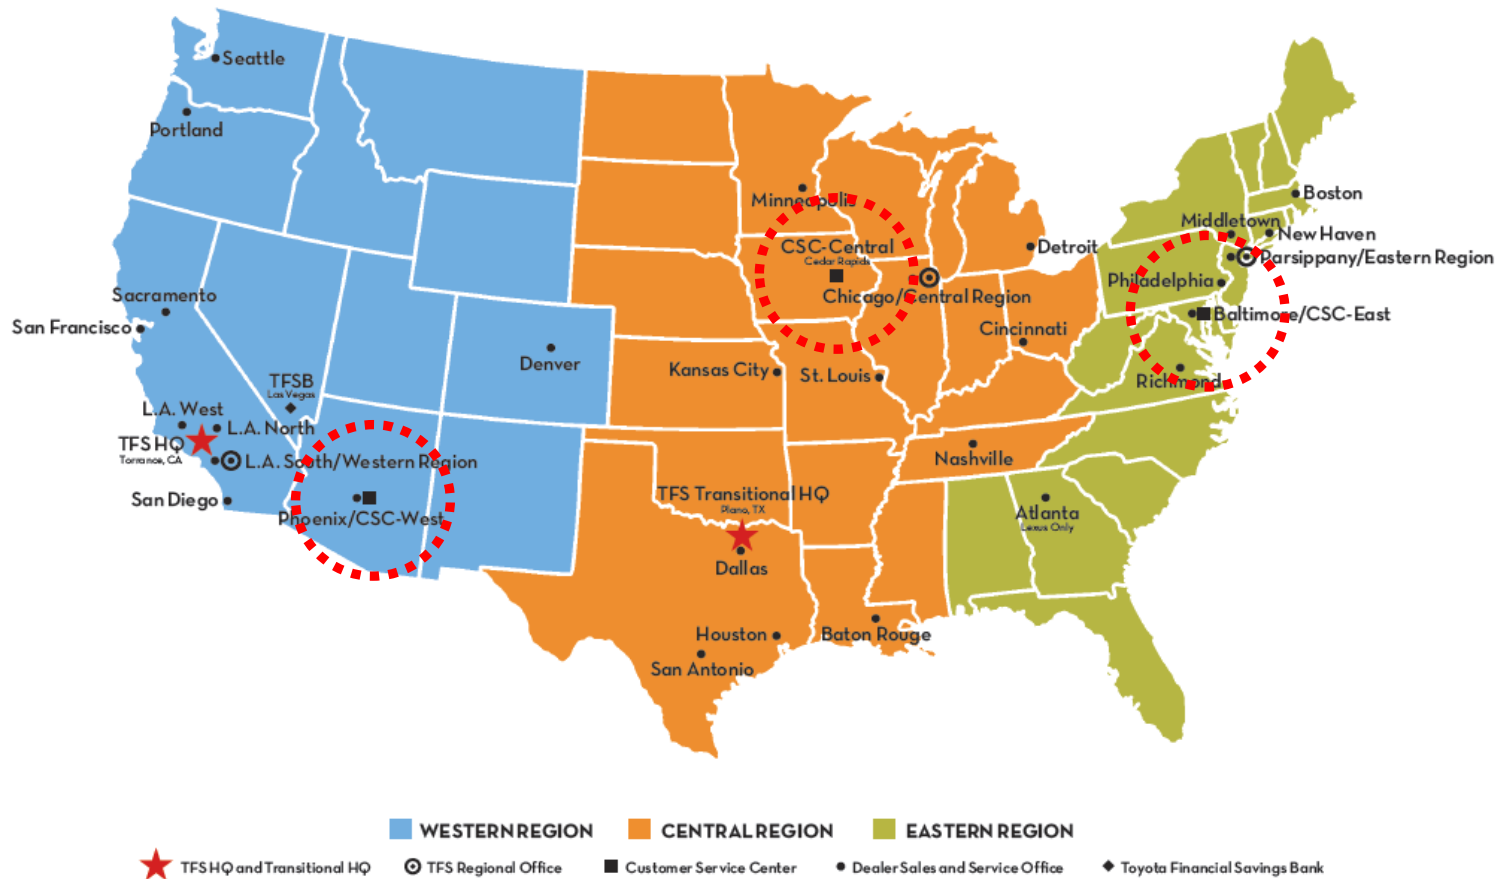 Seattle
Portland
Sacramento
San Francisco
TFSB
Las Vegas
L.A. West
L.A. North
TFS HQ
Torrance, CA
L.A. South/Western Region
San Diego
Phoenix/CSC-West
Denver
Minneapolis
CSC-Central
Cedar Rapids
Chicago/Central Region
Detroit
Cincinnati
Kansas City
St. Louis
Nashville
TFS Transitional HQ
Plano, TX
Dallas
Houston
San Antonio
Baton Rouge
Boston
Middletown
New Haven
Parsippany/Eastern Region
Philadelphia
Baltimore/CSC-East
Richmond
Atlanta
Lexus Only
WESTERN REGION
CENTRAL REGION
EASTERN REGION
TFS HQ and Transitional HQ
TFS Regional Office
Customer Service Center
Dealer Sales and Service Office
Toyota Financial Savings Bank